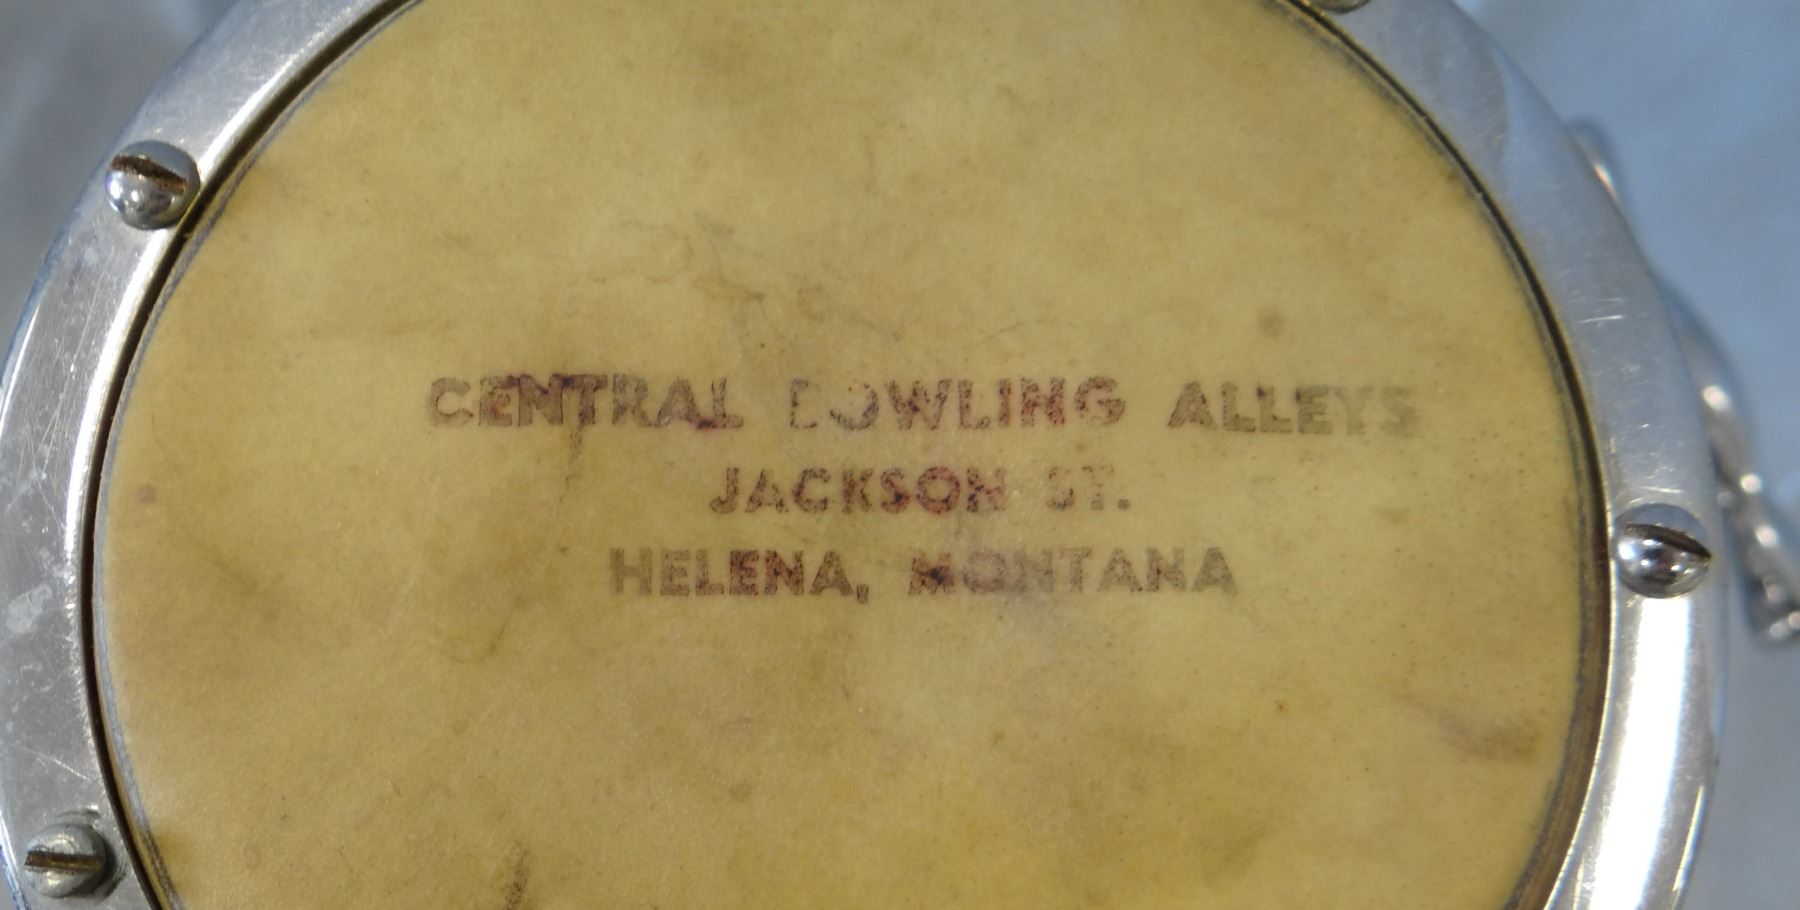 CENTRAL BOWLING ALLEYS
JACKSON ST.
HELENA, MONTANA